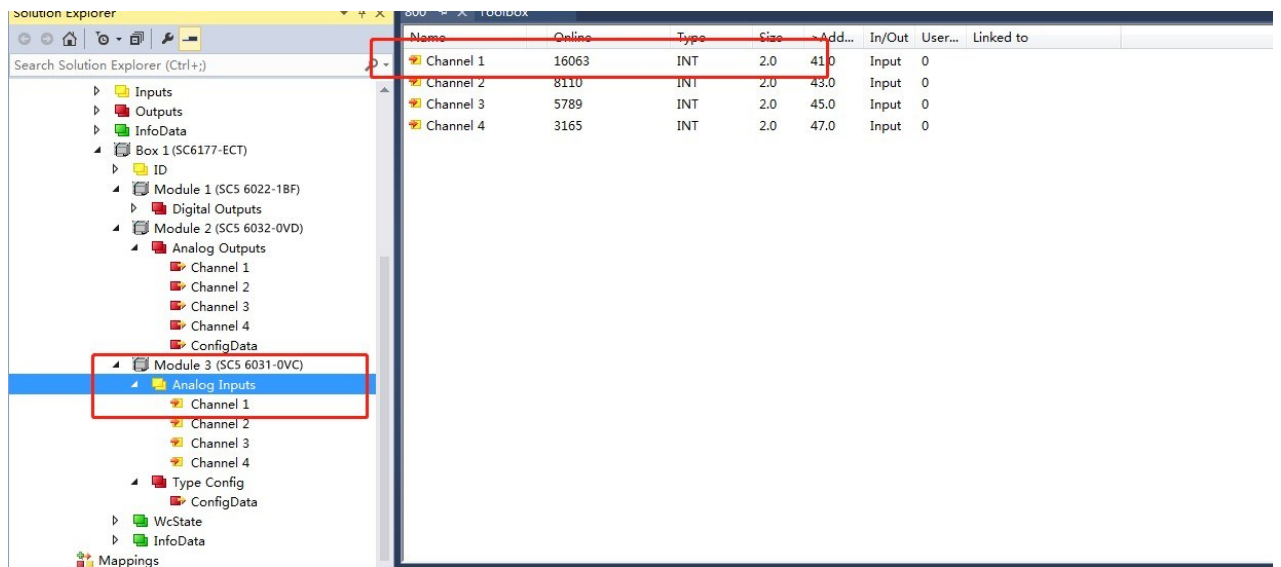 Solution Explorer
Search Solution Explorer (Ctrl+;)
Inputs
Outputs
InfoData
Box 1 (SC6177-ECT)
ID
Module 1 (SC5 6022-1BF)
Digital Outputs
Module 2 (SC5 6032-0VD)
Analog Outputs
Channel 1
Channel 2
Channel 3
Channel 4
ConfigData
Module 3 (SC5 6031-0VC)
Analog Inputs
Channel 1
Channel 2
Channel 3
Channel 4
Type Config
ConfigData
WcState
InfoData
Mappings
800 Toolbox
Name Online Type Size >Add... In/Out User... Linked to
Channel 1 16063 INT 2.0 41.0 Input 0
Channel 2 8110 INT 2.0 43.0 Input 0
Channel 3 5789 INT 2.0 45.0 Input 0
Channel 4 3165 INT 2.0 47.0 Input 0